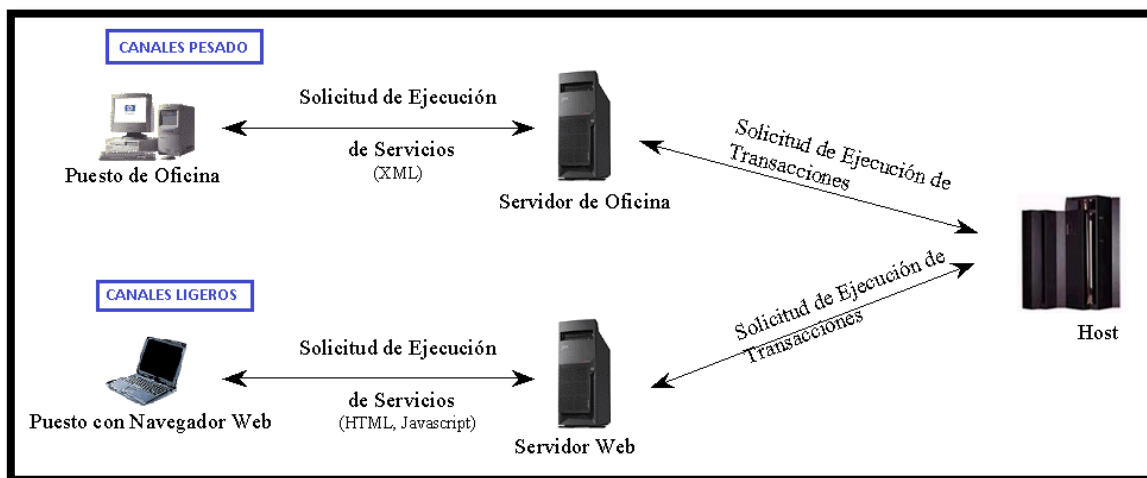 CANALES PESADO
Solicitud de Ejecución
de Servicios
(XML)
Puesto de Oficina
Servidor de Oficina
Solicitud de Ejecución de
Transacciones
Host
CANALES LIGEROS
Solicitud de Ejecución
de Servicios
(HTML, Javascript)
Puesto con Navegador Web
Servidor Web
Solicitud de Ejecución de
Transacciones